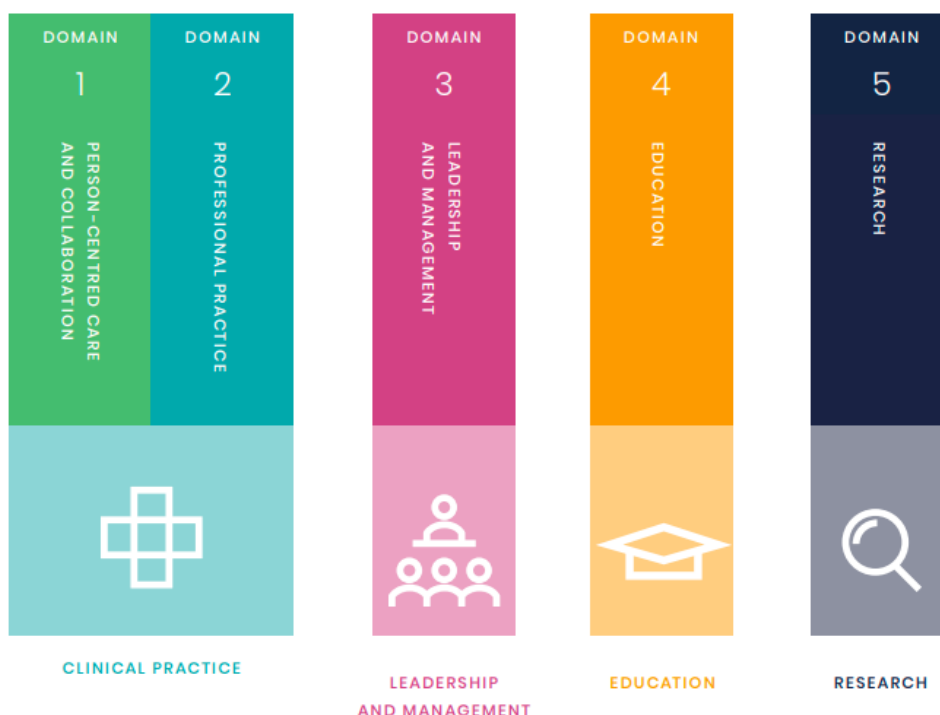 DOMAIN
1
PERSON-CENTRED CARE
AND COLLABORATION
DOMAIN
2
PROFESSIONAL PRACTICE
DOMAIN
3
LEADERSHIP
AND MANAGEMENT
DOMAIN
4
EDUCATION
DOMAIN
5
RESEARCH
CLINICAL PRACTICE
LEADERSHIP
AND MANAGEMENT
EDUCATION
RESEARCH